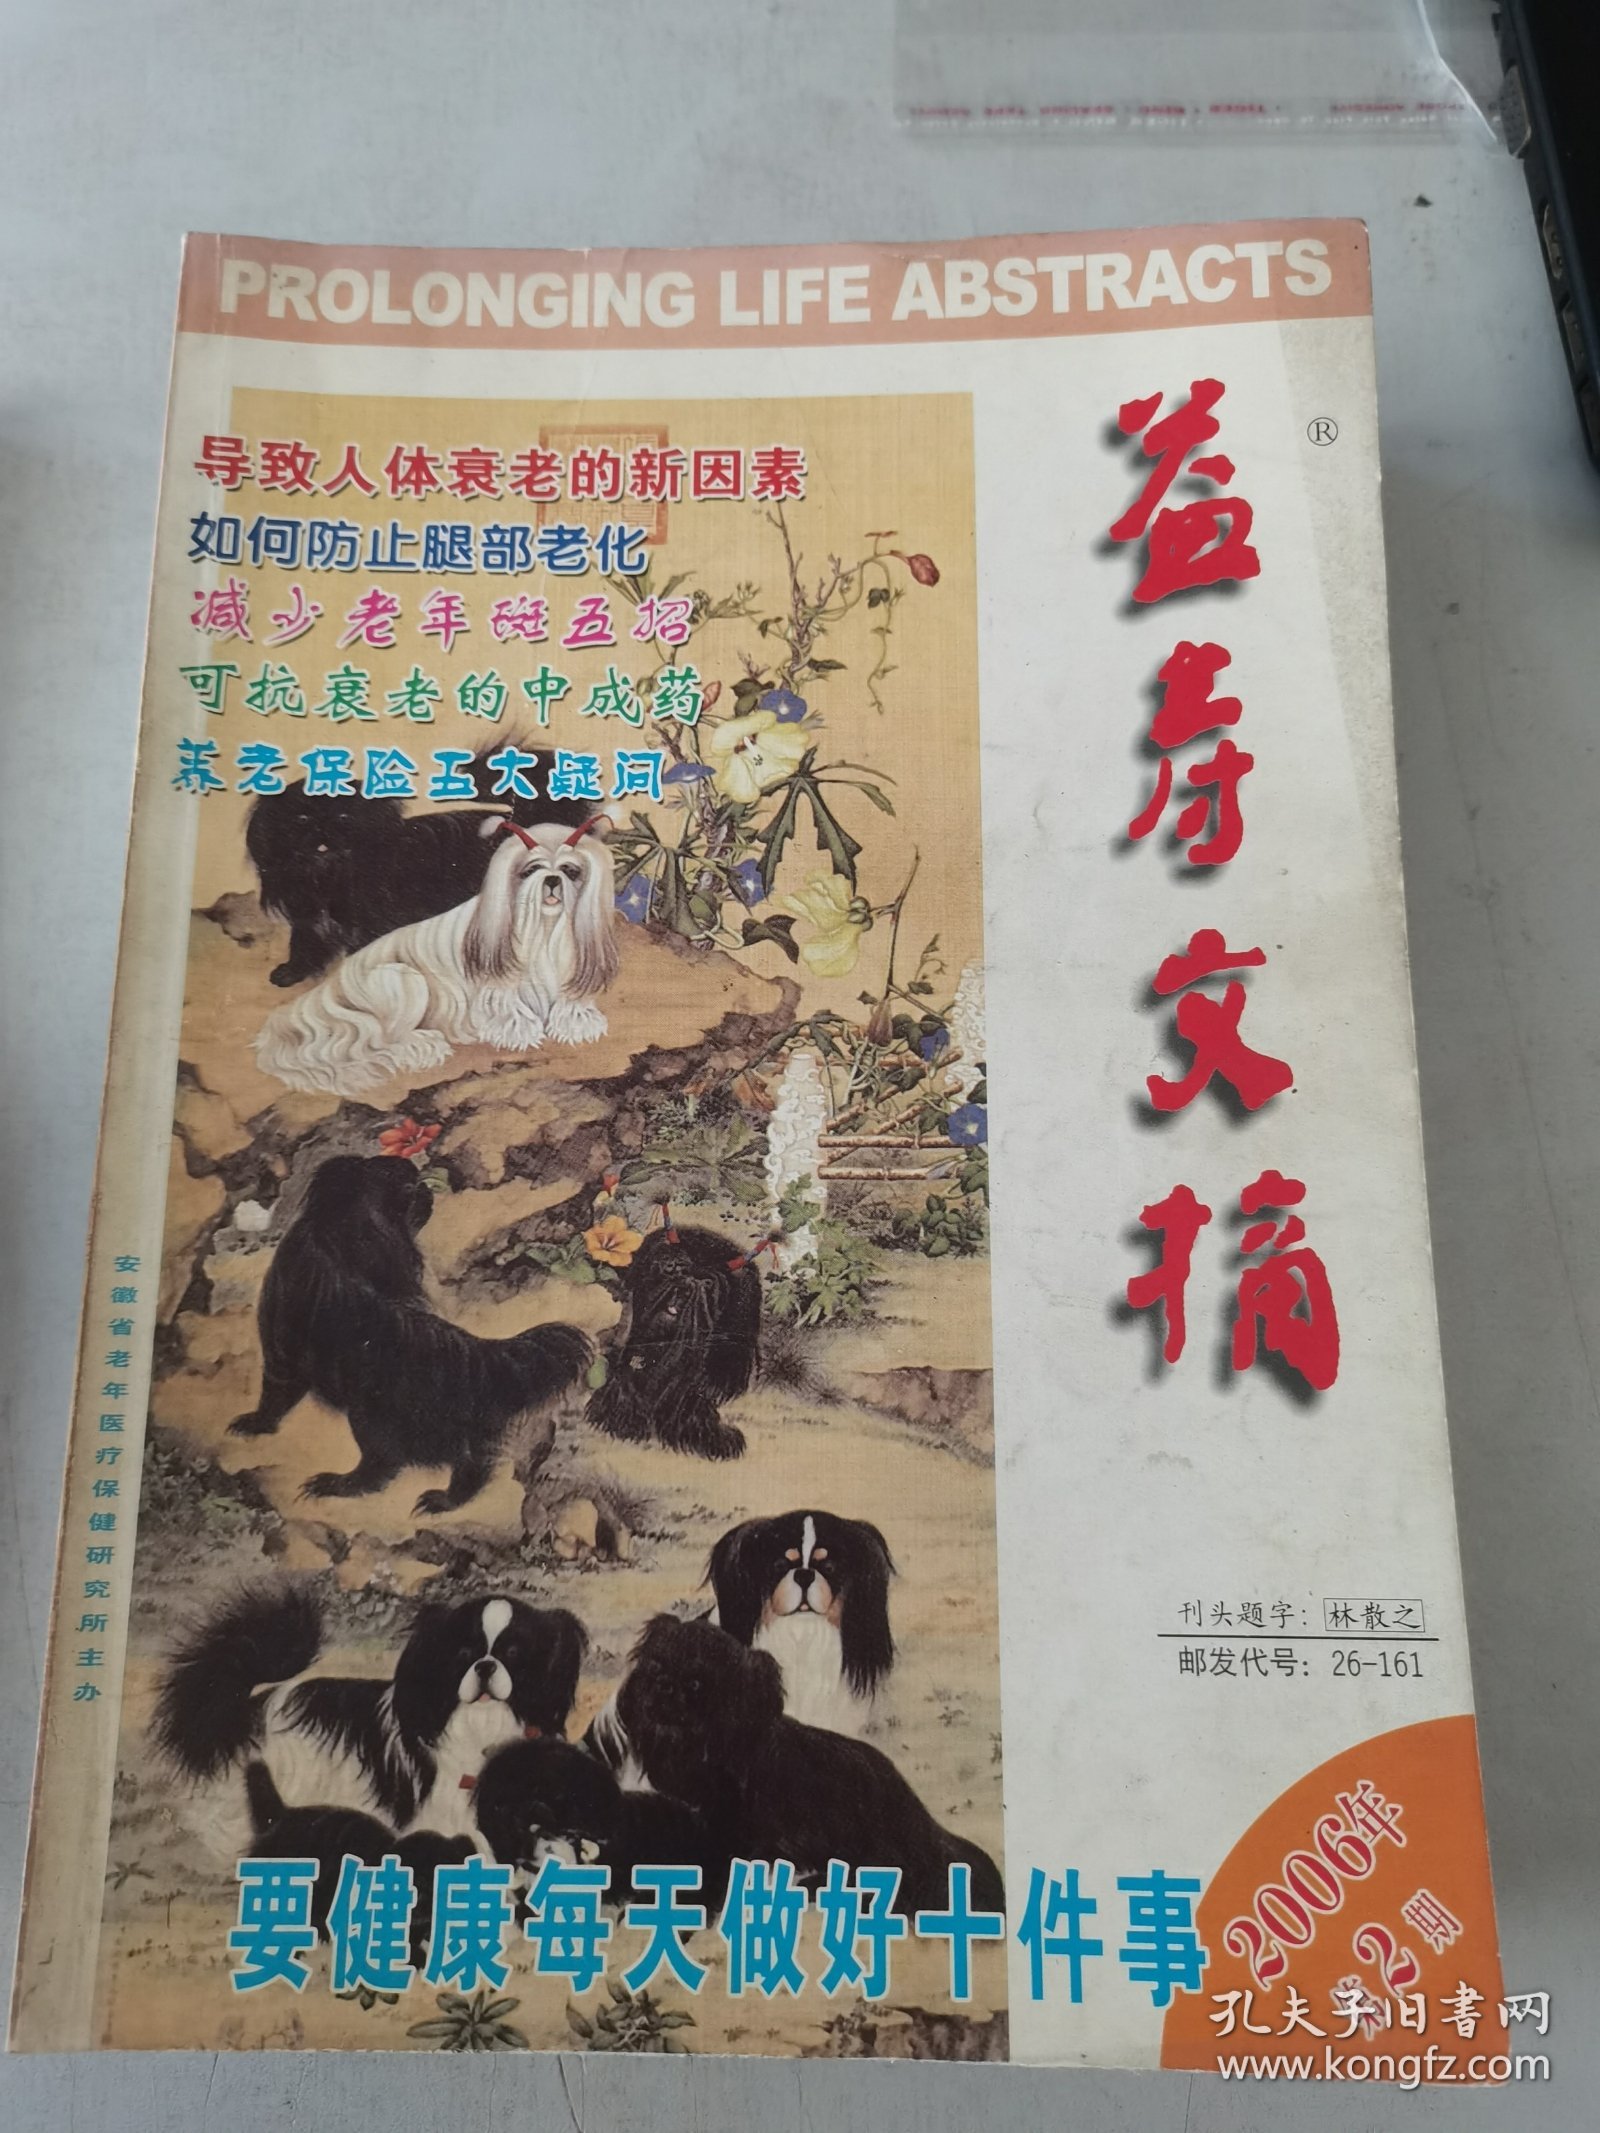 PROLONGING LIFE ABSTRACTS
益寿文摘
®
导致人体衰老的新因素
如何防止腿部老化
减少老年斑五招
可抗衰老的中成药
养老保险五大疑问
安徽省老年医疗保健研究所主办
刊头题字：林散之
邮发代号：26-161
要健康每天做好十件事
2006年
第2期
孔夫子旧书网
www.kongfz.com